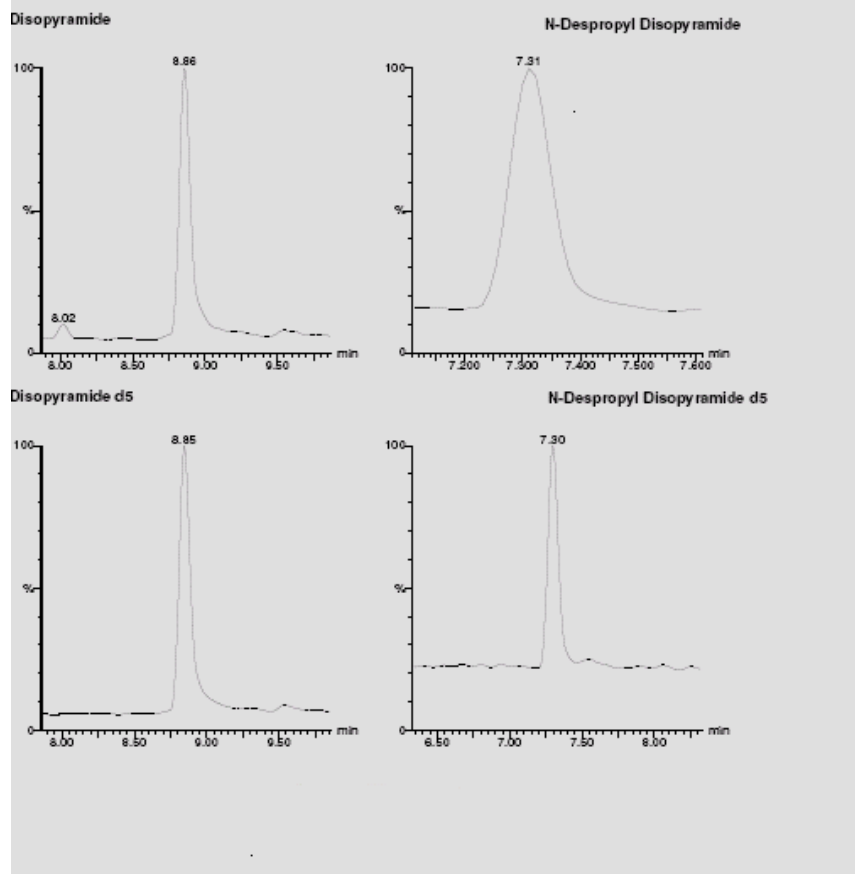 Disopyramide
N-Despropyl Disopyramide
8.86
100
%
8.02
0
8.00 8.50 9.00 9.50 min
7.31
100
%
0
7.200 7.300 7.400 7.500 7.600 min
Disopyramide d5
N-Despropyl Disopyramide d5
8.85
100
%
0
8.00 8.50 9.00 9.50 min
7.30
100
%
0
6.50 7.00 7.50 8.00 min